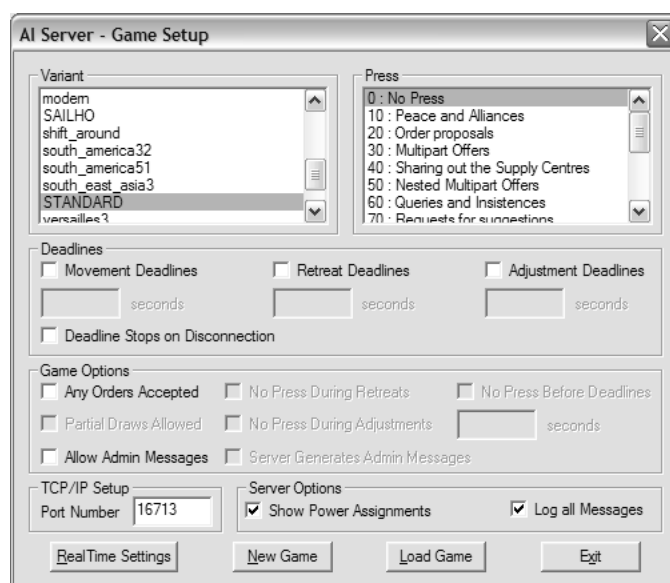 AI Server - Game Setup
Variant
modern
SAILHO
shift_around
south_america32
south_america51
south_east_asia3
STANDARD
versailles3
Press
0 : No Press
10 : Peace and Alliances
20 : Order proposals
30 : Multipart Offers
40 : Sharing out the Supply Centres
50 : Nested Multipart Offers
60 : Queries and Insistences
70 : Requests for suggestions
Deadlines
Movement Deadlines Retreat Deadlines Adjustment Deadlines
seconds seconds seconds
Deadline Stops on Disconnection
Game Options
Any Orders Accepted No Press During Retreats No Press Before Deadlines
Partial Draws Allowed No Press During Adjustments seconds
Allow Admin Messages Server Generates Admin Messages
TCP/IP Setup
Port Number 16713
Server Options
Show Power Assignments Log all Messages
RealTime Settings New Game Load Game Exit